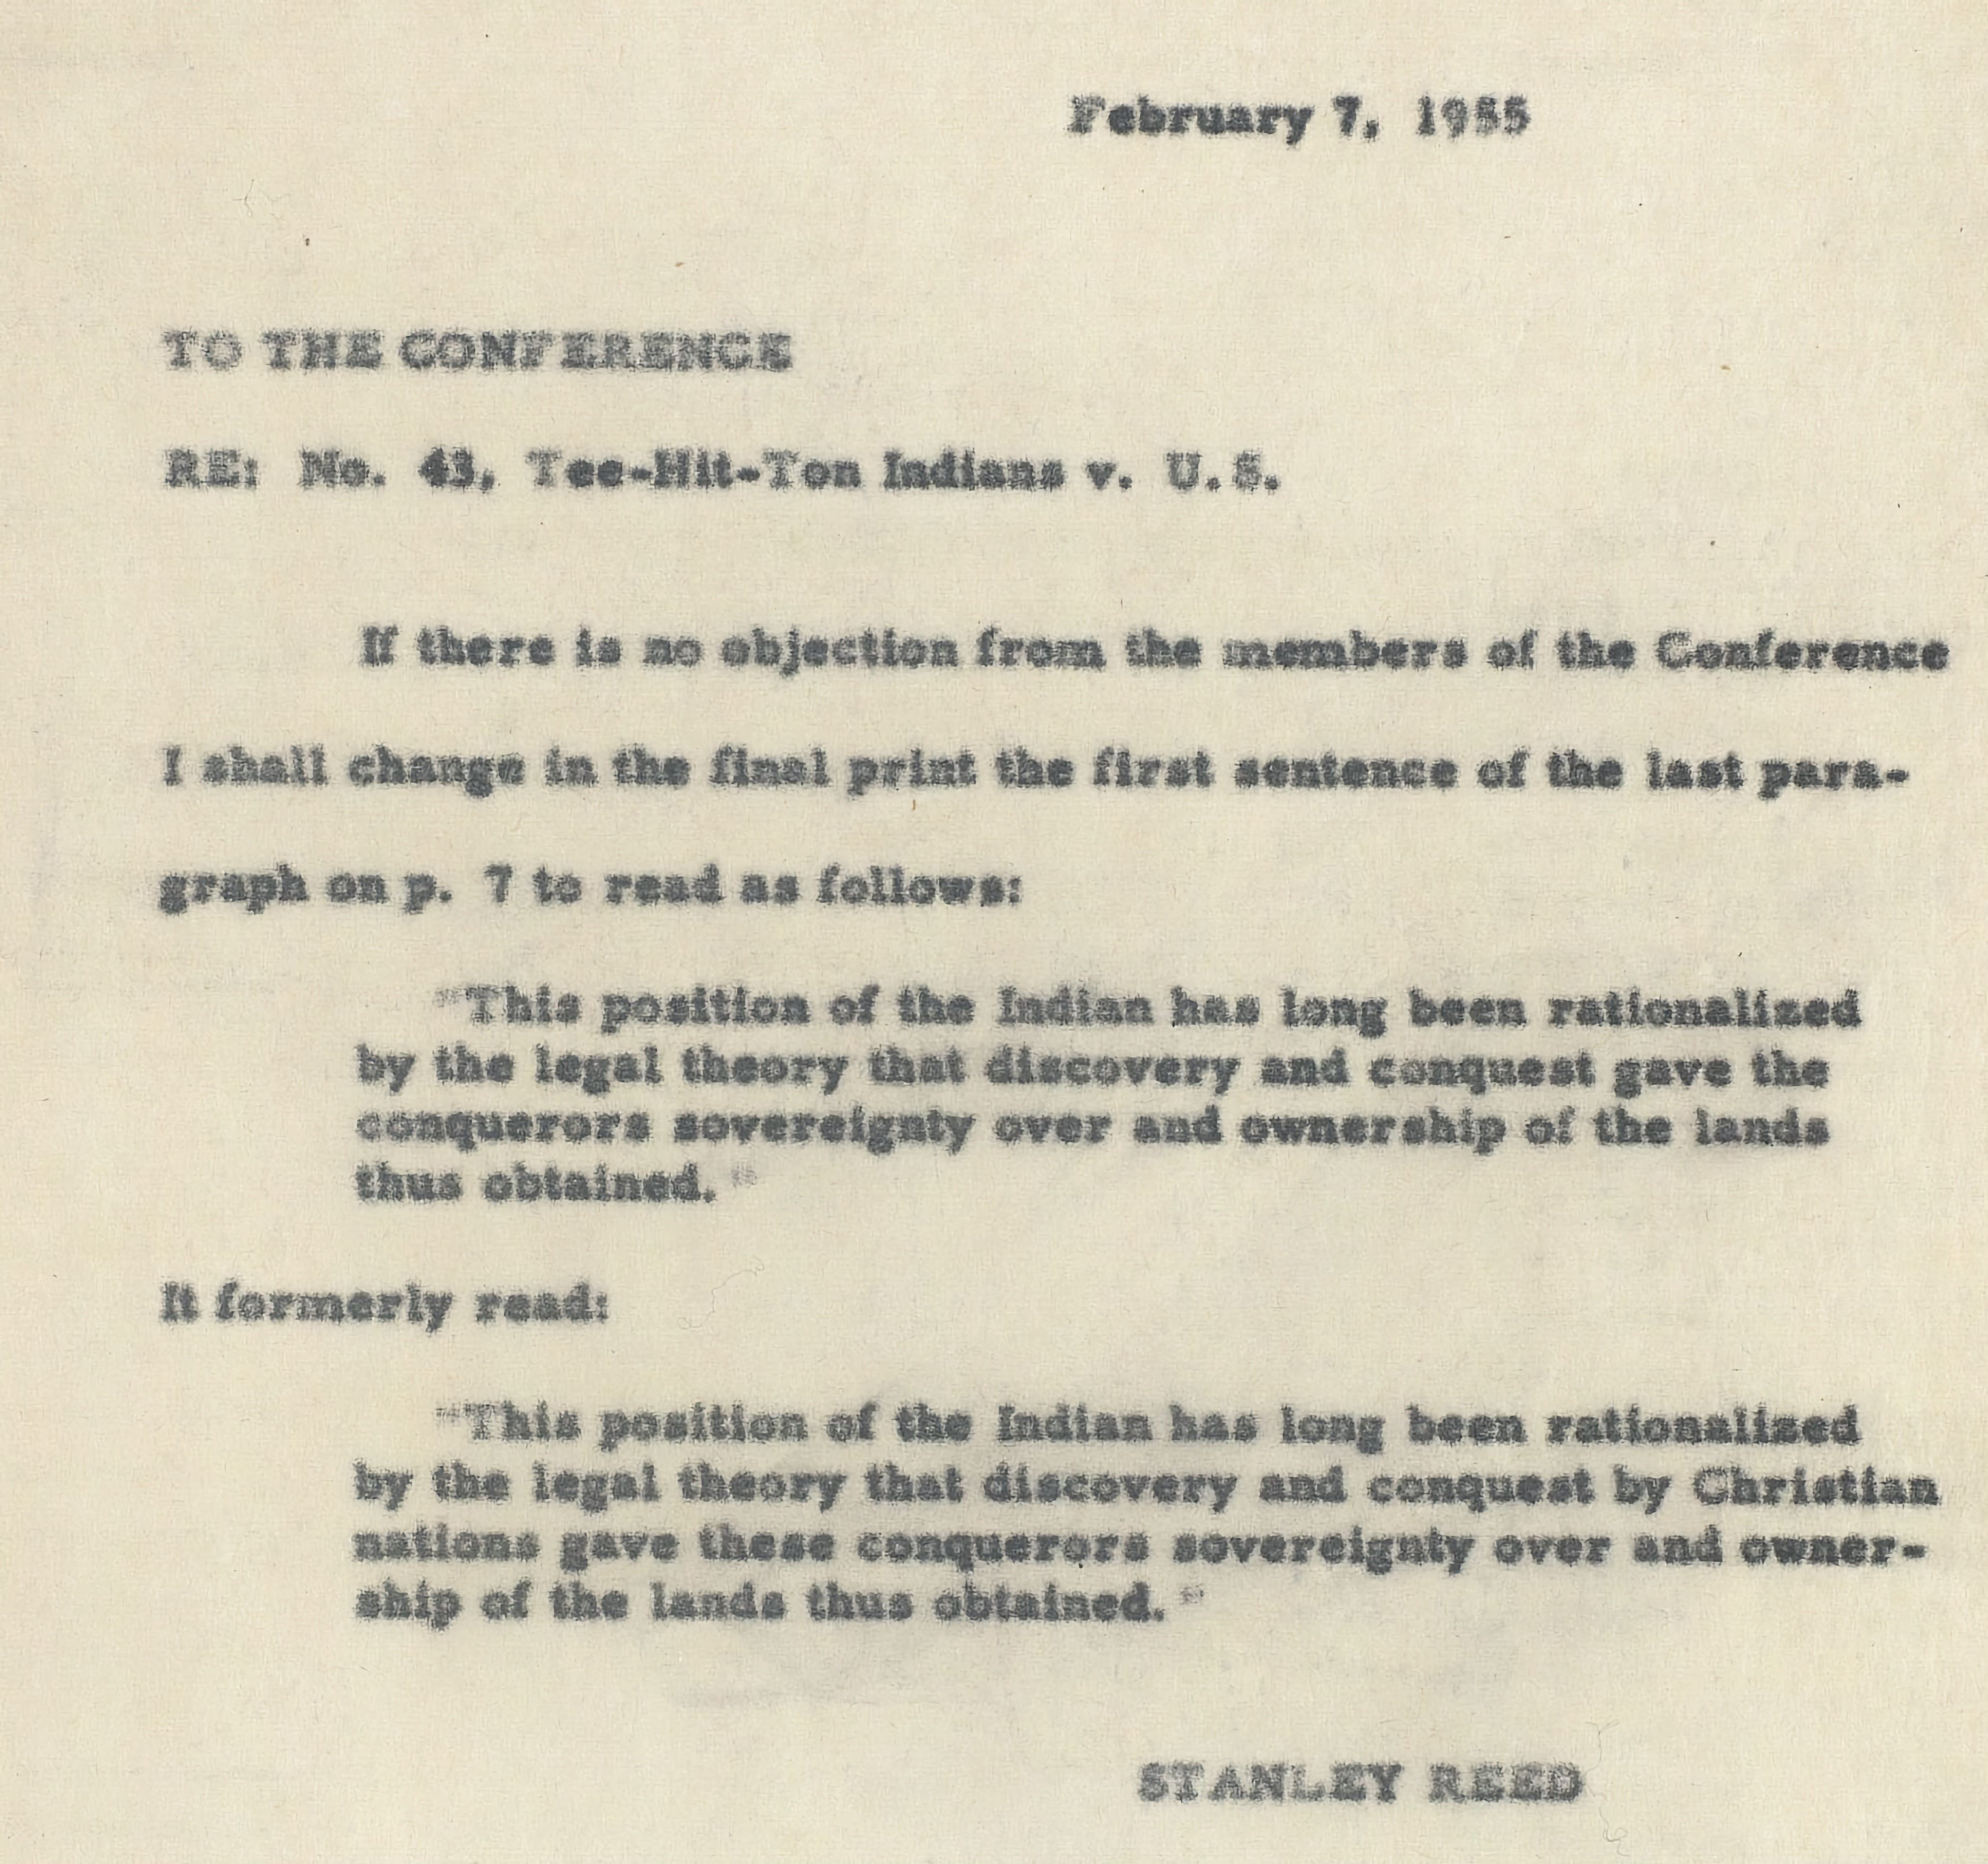 February 7, 1955
TO THE CONFERENCE
RE: No. 43, Tee-Hit-Ton Indians v. U.S.
If there is no objection from the members of the Conference
I shall change in the final print the first sentence of the last para-
graph on p. 7 to read as follows:
"This position of the Indian has long been rationalized
by the legal theory that discovery and conquest gave the
conquerors sovereignty over and ownership of the lands
thus obtained."
It formerly read:
"This position of the Indian has long been rationalized
by the legal theory that discovery and conquest by Christian
nations gave these conquerors sovereignty over and owner-
ship of the lands thus obtained."
STANLEY REED